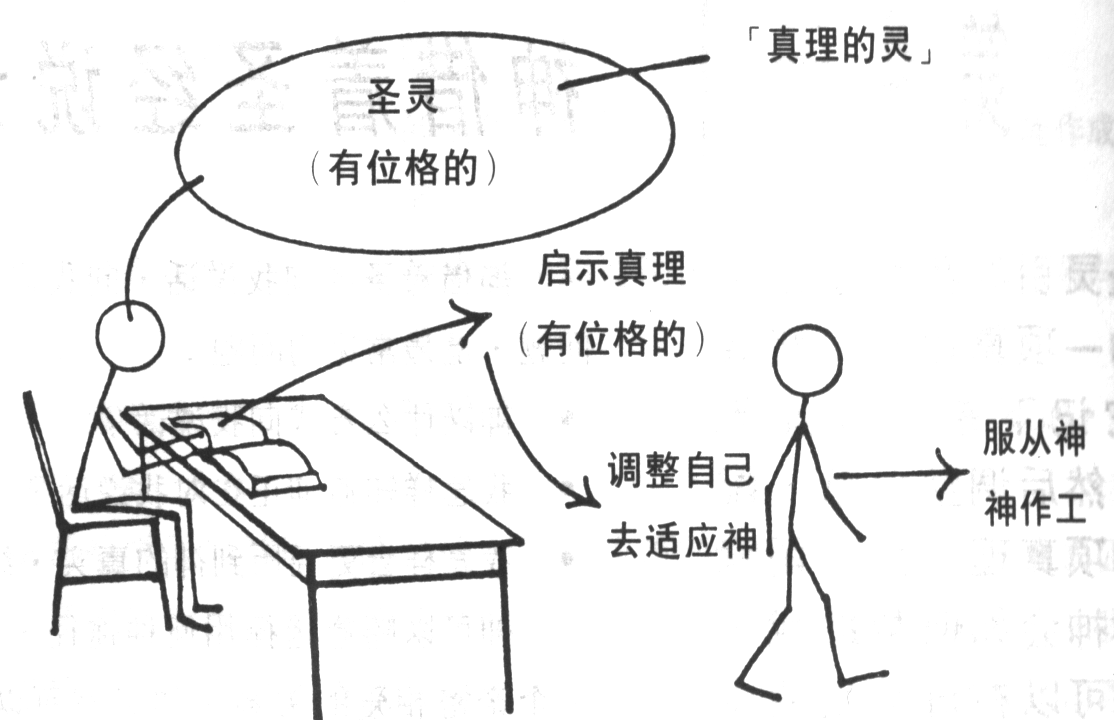 「真理的灵」
圣灵
（有位格的）
启示真理
（有位格的）
调整自己
去适应神
服从神
神作工